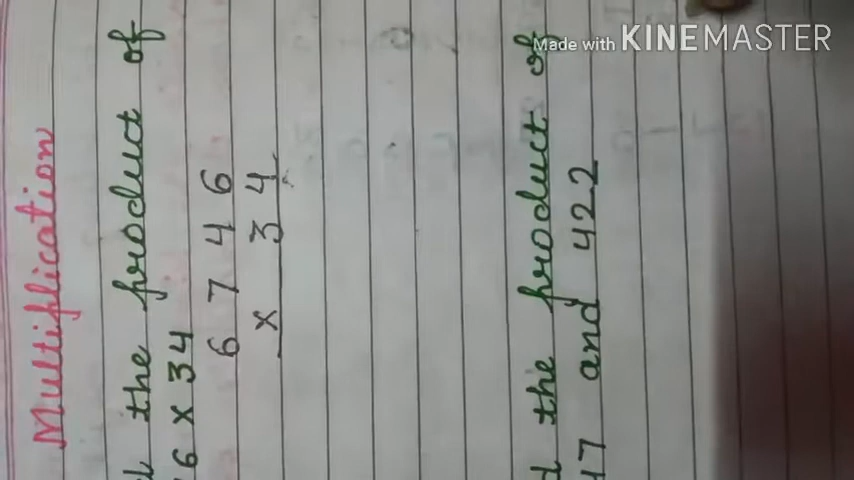 Multiplication
the product of
6 × 34
6 7 4 6
× 3 4
the product of
47 and 422
Made with KINEMASTER